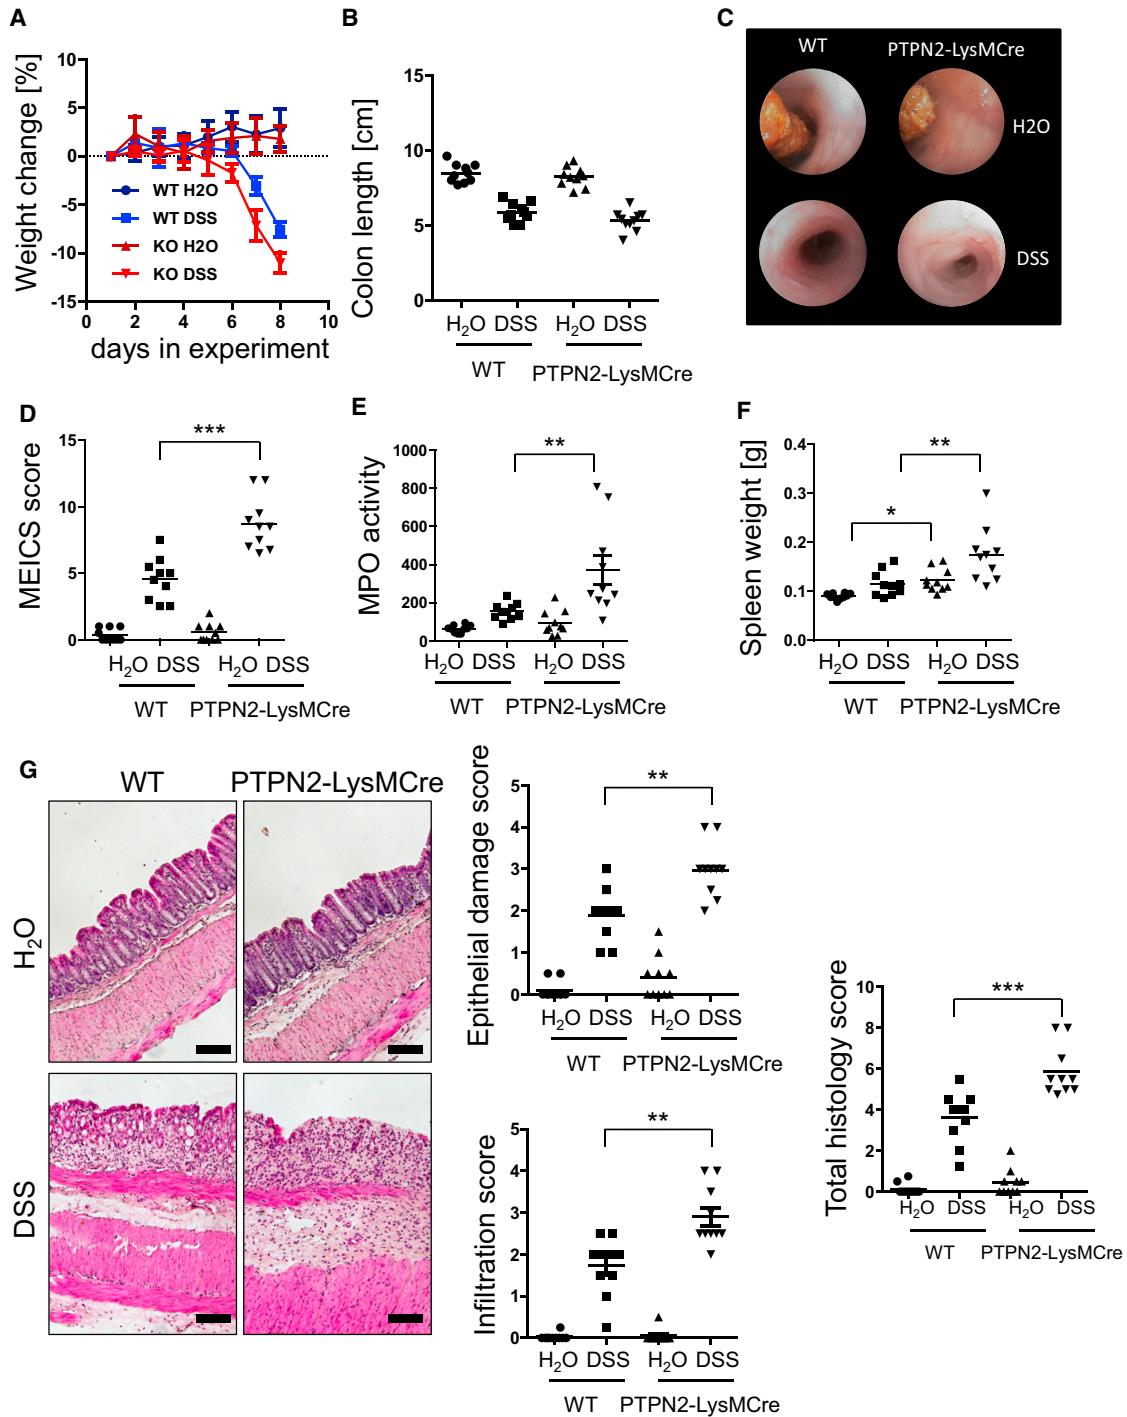 A
Weight change [%]
10
5
0
-5
-10
-15
0 2 4 6 8 10
days in experiment
WT H2O
WT DSS
KO H2O
KO DSS
B
Colon length [cm]
15
10
5
0
H2O DSS H2O DSS
WT PTPN2-LysMCre
C
WT PTPN2-LysMCre
H2O
DSS
D
MEICS score
15
10
5
0
***
H2O DSS H2O DSS
WT PTPN2-LysMCre
E
MPO activity
1000
800
600
400
200
0
**
H2O DSS H2O DSS
WT PTPN2-LysMCre
F
Spleen weight [g]
0.4
0.3
0.2
0.1
0.0
*
**
H2O DSS H2O DSS
WT PTPN2-LysMCre
G
WT PTPN2-LysMCre
H2O
DSS
Epithelial damage score
5
4
3
2
1
0
**
H2O DSS H2O DSS
WT PTPN2-LysMCre
Infiltration score
5
4
3
2
1
0
**
H2O DSS H2O DSS
WT PTPN2-LysMCre
Total histology score
10
8
6
4
2
0
***
H2O DSS H2O DSS
WT PTPN2-LysMCre